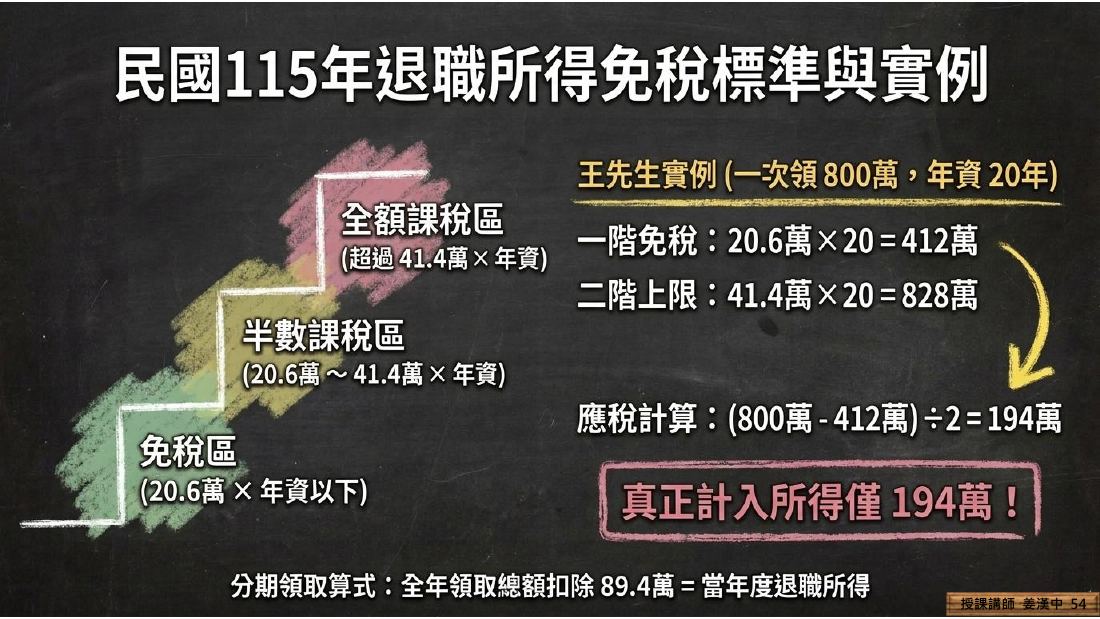 民國115年退職所得免稅標準與實例
全額課稅區
(超過 41.4萬 × 年資)
半數課稅區
(20.6萬 ～ 41.4萬 × 年資)
免稅區
(20.6萬 × 年資以下)
王先生實例 (一次領 800萬，年資 20年)
一階免稅：20.6萬×20 = 412萬
二階上限：41.4萬×20 = 828萬
應稅計算：(800萬 - 412萬) ÷ 2 = 194萬
真正計入所得僅 194萬！
分期領取算式：全年領取總額扣除 89.4萬 = 當年度退職所得
授課講師 姜漢中 54